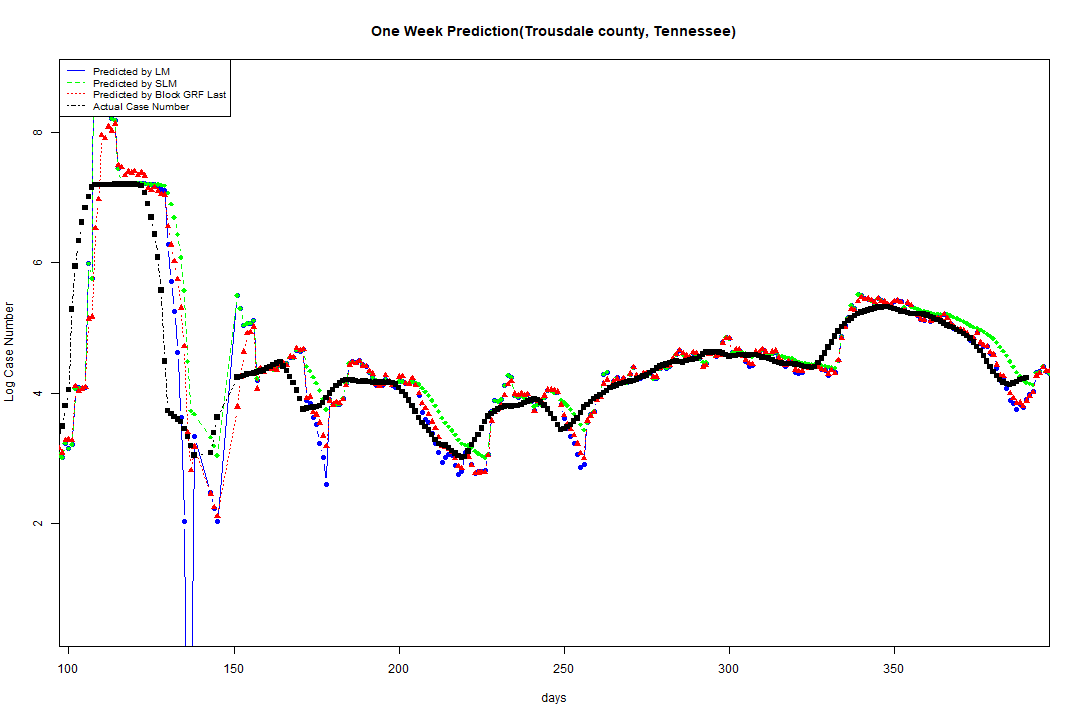 One Week Prediction(Trousdale county, Tennessee)
Predicted by LM
Predicted by SLM
Predicted by Block GRF Last
Actual Case Number
8
6
4
2
Log Case Number
100 150 200 250 300 350
days